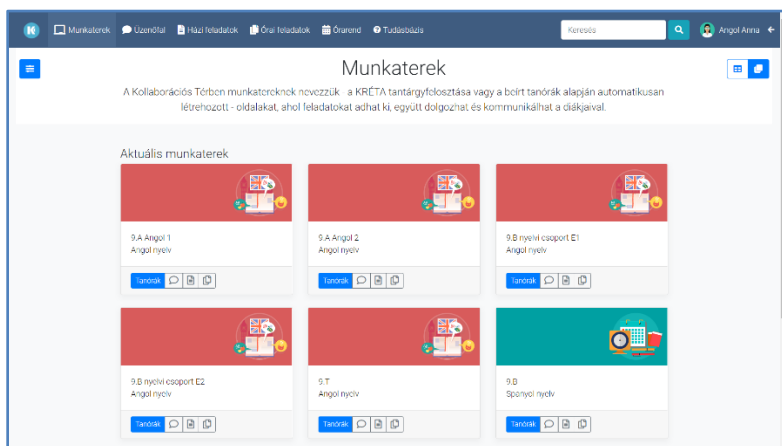 K Munkaterek Üzenőfal Házi feladatok Órai feladatok Órarend Tudásbázis Keresés Angol Anna
Munkaterek
A Kollaborációs Térben munkatereknek nevezzük a KRÉTA tantárgyfelosztása vagy a beírt tanórák alapján automatikusan
létrehozott - oldalakat, ahol feladatokat adhat ki, együtt dolgozhat és kommunikálhat a diákjaival.
Aktuális munkaterek
9.A Angol 1
Angol nyelv
Tanórák
9.A Angol 2
Angol nyelv
Tanórák
9.B nyelvi csoport E1
Angol nyelv
Tanórák
9.B nyelvi csoport E2
Angol nyelv
Tanórák
9.T
Angol nyelv
Tanórák
9.B
Spanyol nyelv
Tanórák